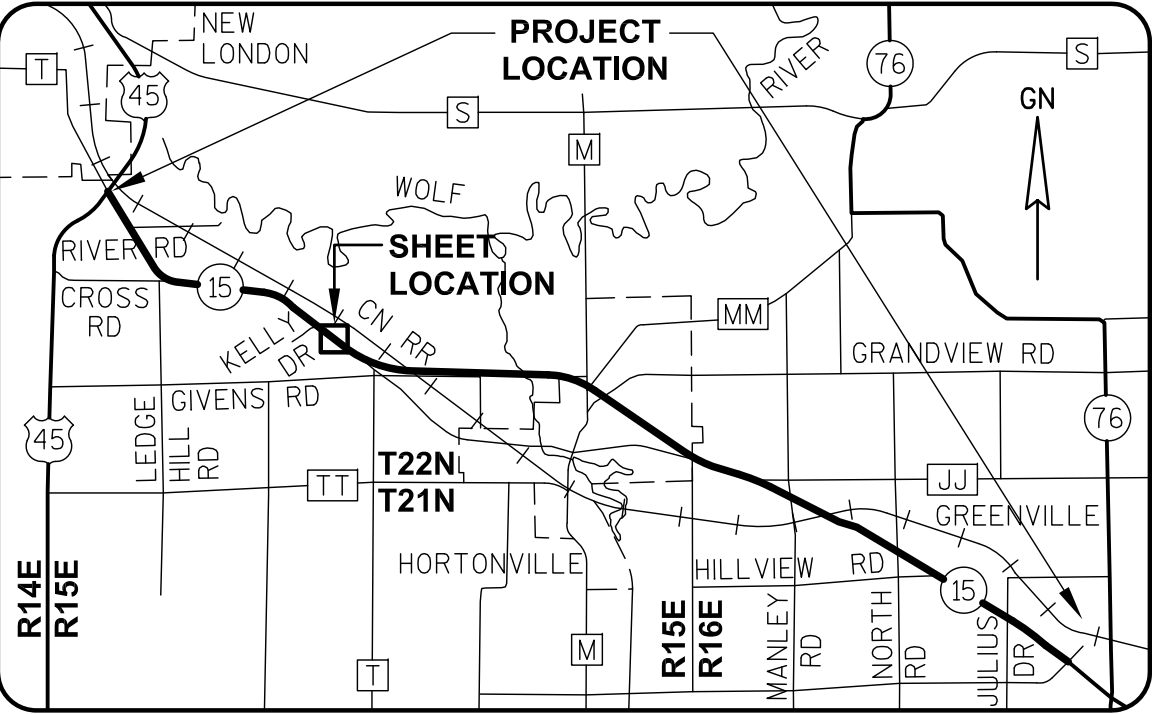 NEW
LONDON
PROJECT
LOCATION
RIVER
76
S
T
45
S
GN
M
WOLF
SHEET
LOCATION
RIVER RD
15
CROSS
RD
CN RR
MM
KELLY
DR
GRANDVIEW RD
GIVENS RD
LEDGE
HILL
RD
45
76
T22N
T21N
TT
JJ
GREENVILLE
HORTONVILLE
HILLVIEW RD
15
R14E
R15E
R15E
R16E
MANLEY
RD
NORTH
RD
JULIUS
DR
M
T